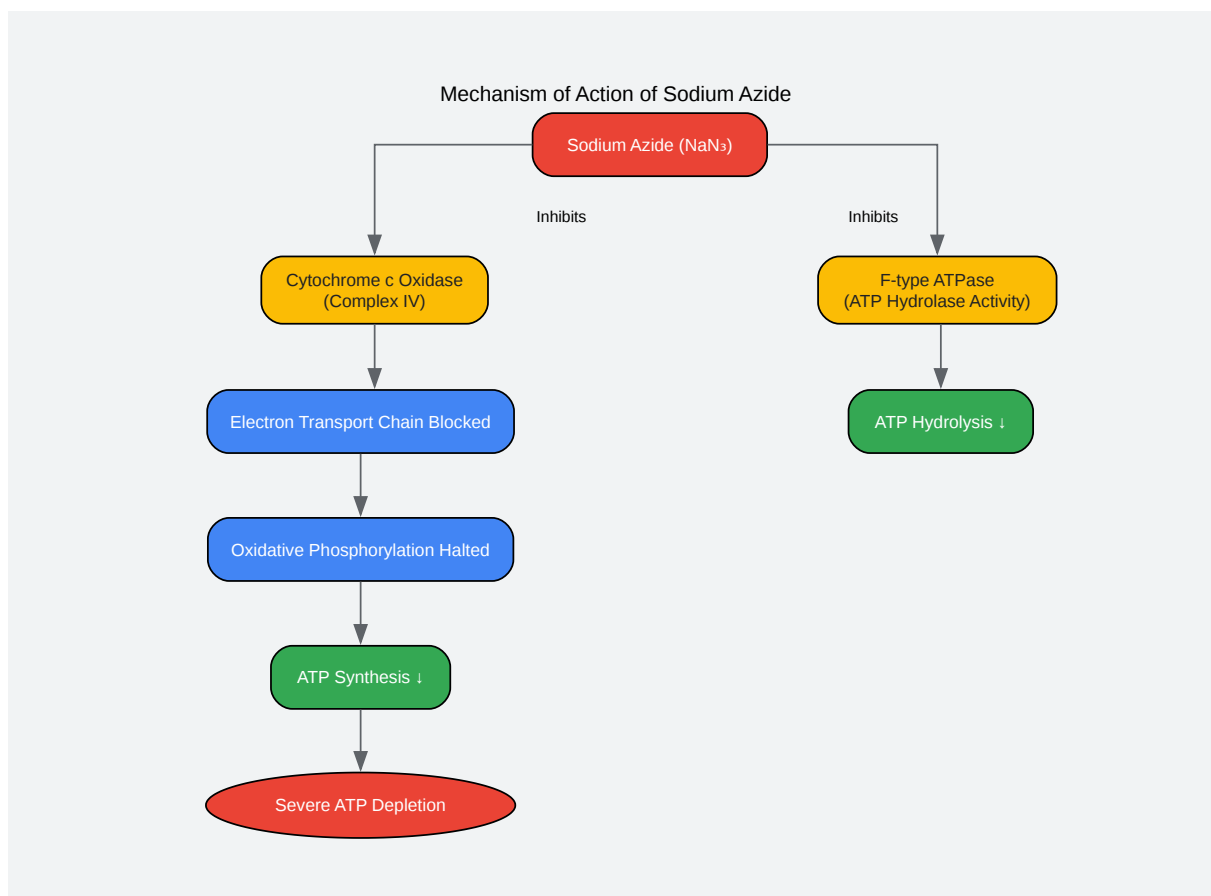 Mechanism of Action of Sodium Azide
Sodium Azide (NaN₃)
Inhibits
Inhibits
Cytochrome c Oxidase
(Complex IV)
F-type ATPase
(ATP Hydrolase Activity)
Electron Transport Chain Blocked
ATP Hydrolysis ↓
Oxidative Phosphorylation Halted
ATP Synthesis ↓
Severe ATP Depletion